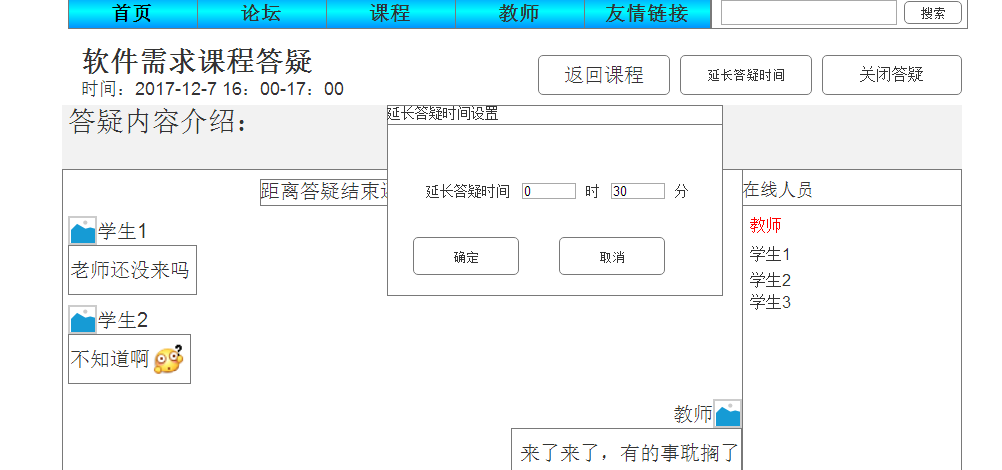 首页 论坛 课程 教师 友情链接 搜索
软件需求课程答疑
时间：2017-12-7 16：00-17：00
返回课程 延长答疑时间 关闭答疑
答疑内容介绍：
延长答疑时间设置
延长答疑时间 0 时 30 分
确定 取消
距离答疑结束
在线人员
教师
学生1
学生2
学生3
学生1
老师还没来吗
学生2
不知道啊
教师
来了来了，有的事耽搁了